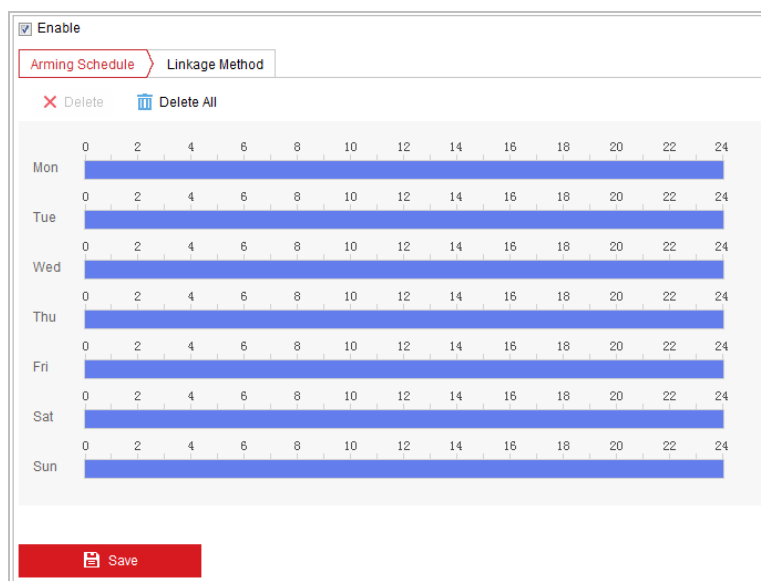 Enable
Arming Schedule Linkage Method
Delete Delete All
0 2 4 6 8 10 12 14 16 18 20 22 24
Mon
0 2 4 6 8 10 12 14 16 18 20 22 24
Tue
0 2 4 6 8 10 12 14 16 18 20 22 24
Wed
0 2 4 6 8 10 12 14 16 18 20 22 24
Thu
0 2 4 6 8 10 12 14 16 18 20 22 24
Fri
0 2 4 6 8 10 12 14 16 18 20 22 24
Sat
0 2 4 6 8 10 12 14 16 18 20 22 24
Sun
Save